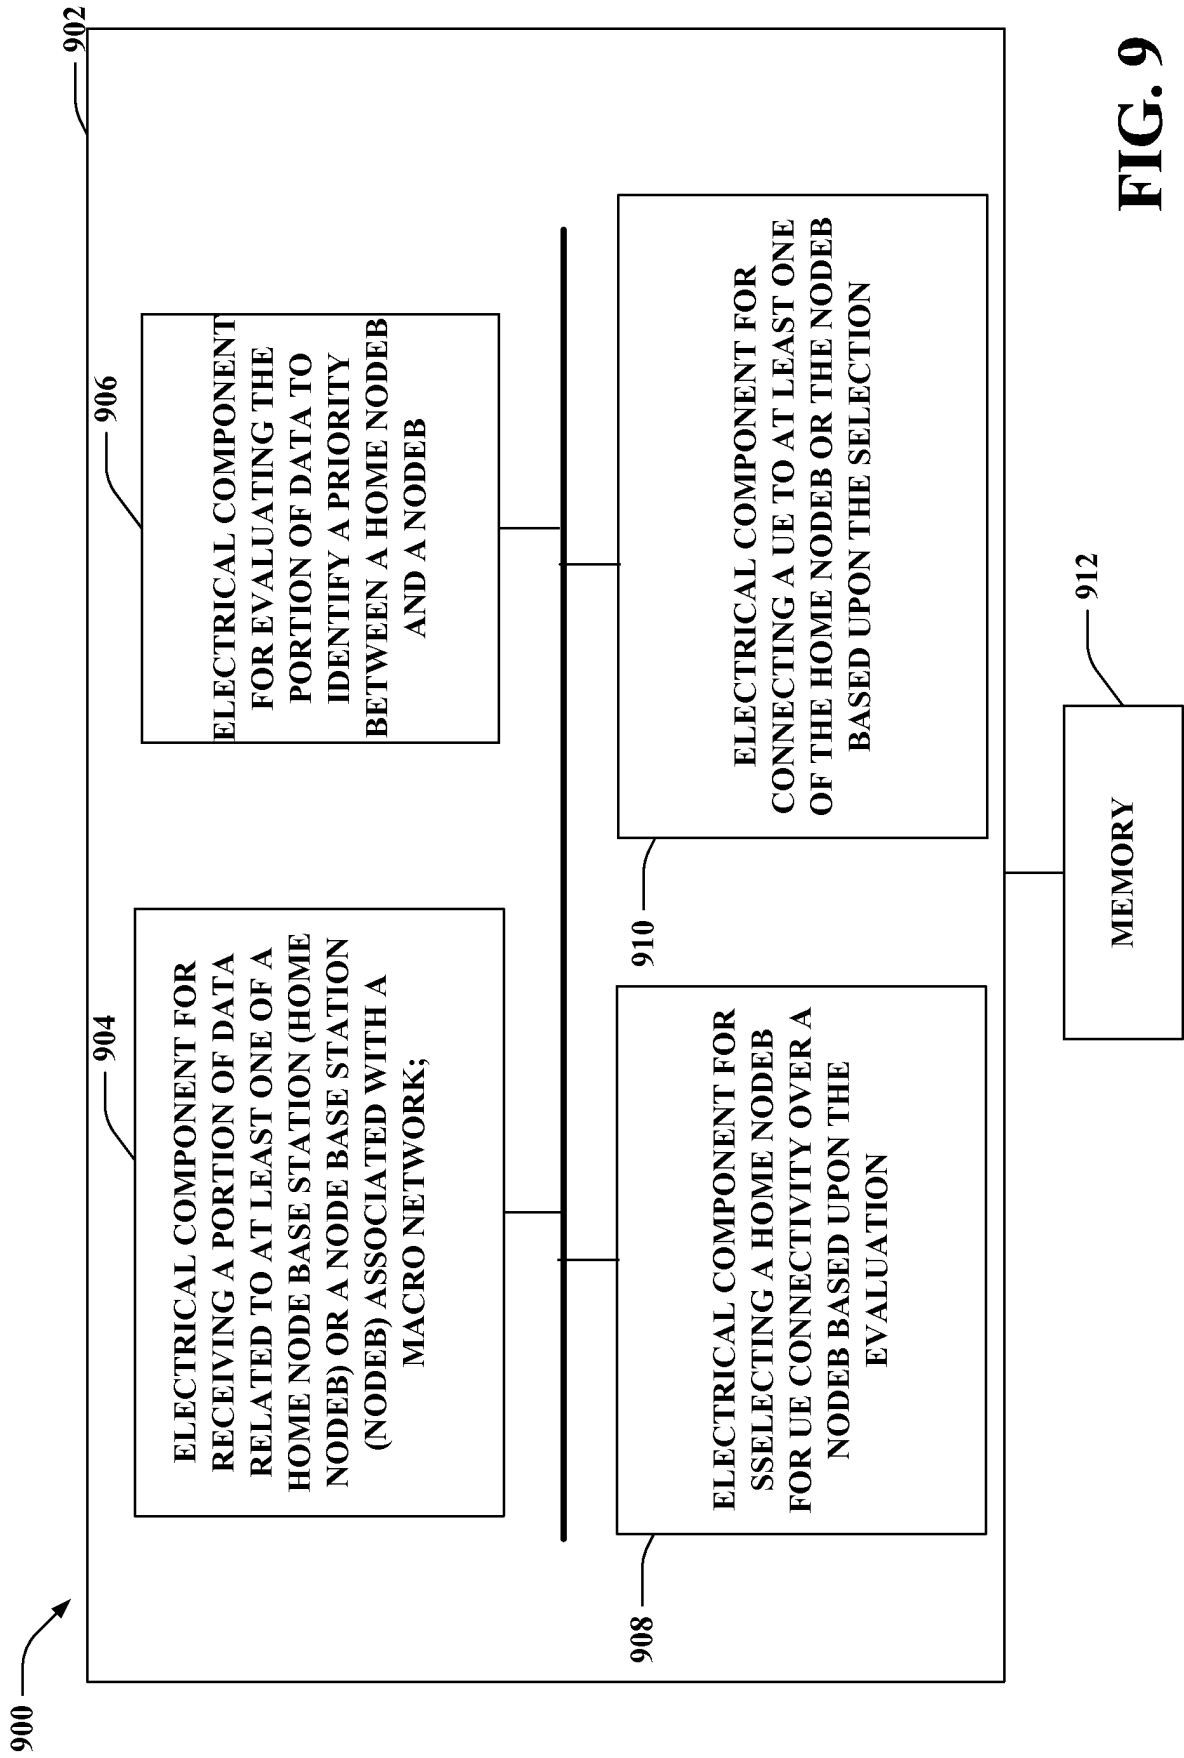 900
902
904
ELECTRICAL COMPONENT FOR
RECEIVING A PORTION OF DATA
RELATED TO AT LEAST ONE OF A
HOME NODE BASE STATION (HOME
NODEB) OR A NODE BASE STATION
(NODEB) ASSOCIATED WITH A
MACRO NETWORK;
906
ELECTRICAL COMPONENT
FOR EVALUATING THE
PORTION OF DATA TO
IDENTIFY A PRIORITY
BETWEEN A HOME NODEB
AND A NODEB
908
ELECTRICAL COMPONENT FOR
SSELECTING A HOME NODEB
FOR UE CONNECTIVITY OVER A
NODEB BASED UPON THE
EVALUATION
910
ELECTRICAL COMPONENT FOR
CONNECTING A UE TO AT LEAST ONE
OF THE HOME NODEB OR THE NODEB
BASED UPON THE SELECTION
912
MEMORY
FIG. 9